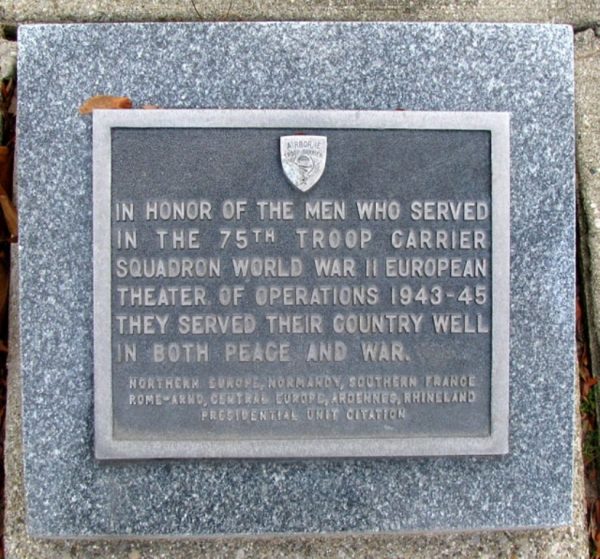 AIRBORNE
TROOP CARRIER
IN HONOR OF THE MEN WHO SERVED
IN THE 75TH TROOP CARRIER
SQUADRON WORLD WAR II EUROPEAN
THEATER OF OPERATIONS 1943-45
THEY SERVED THEIR COUNTRY WELL
IN BOTH PEACE AND WAR.
NORTHERN EUROPE, NORMANDY, SOUTHERN FRANCE
ROME-ARNO, CENTRAL EUROPE, ARDENNES, RHINELAND
PRESIDENTIAL UNIT CITATION